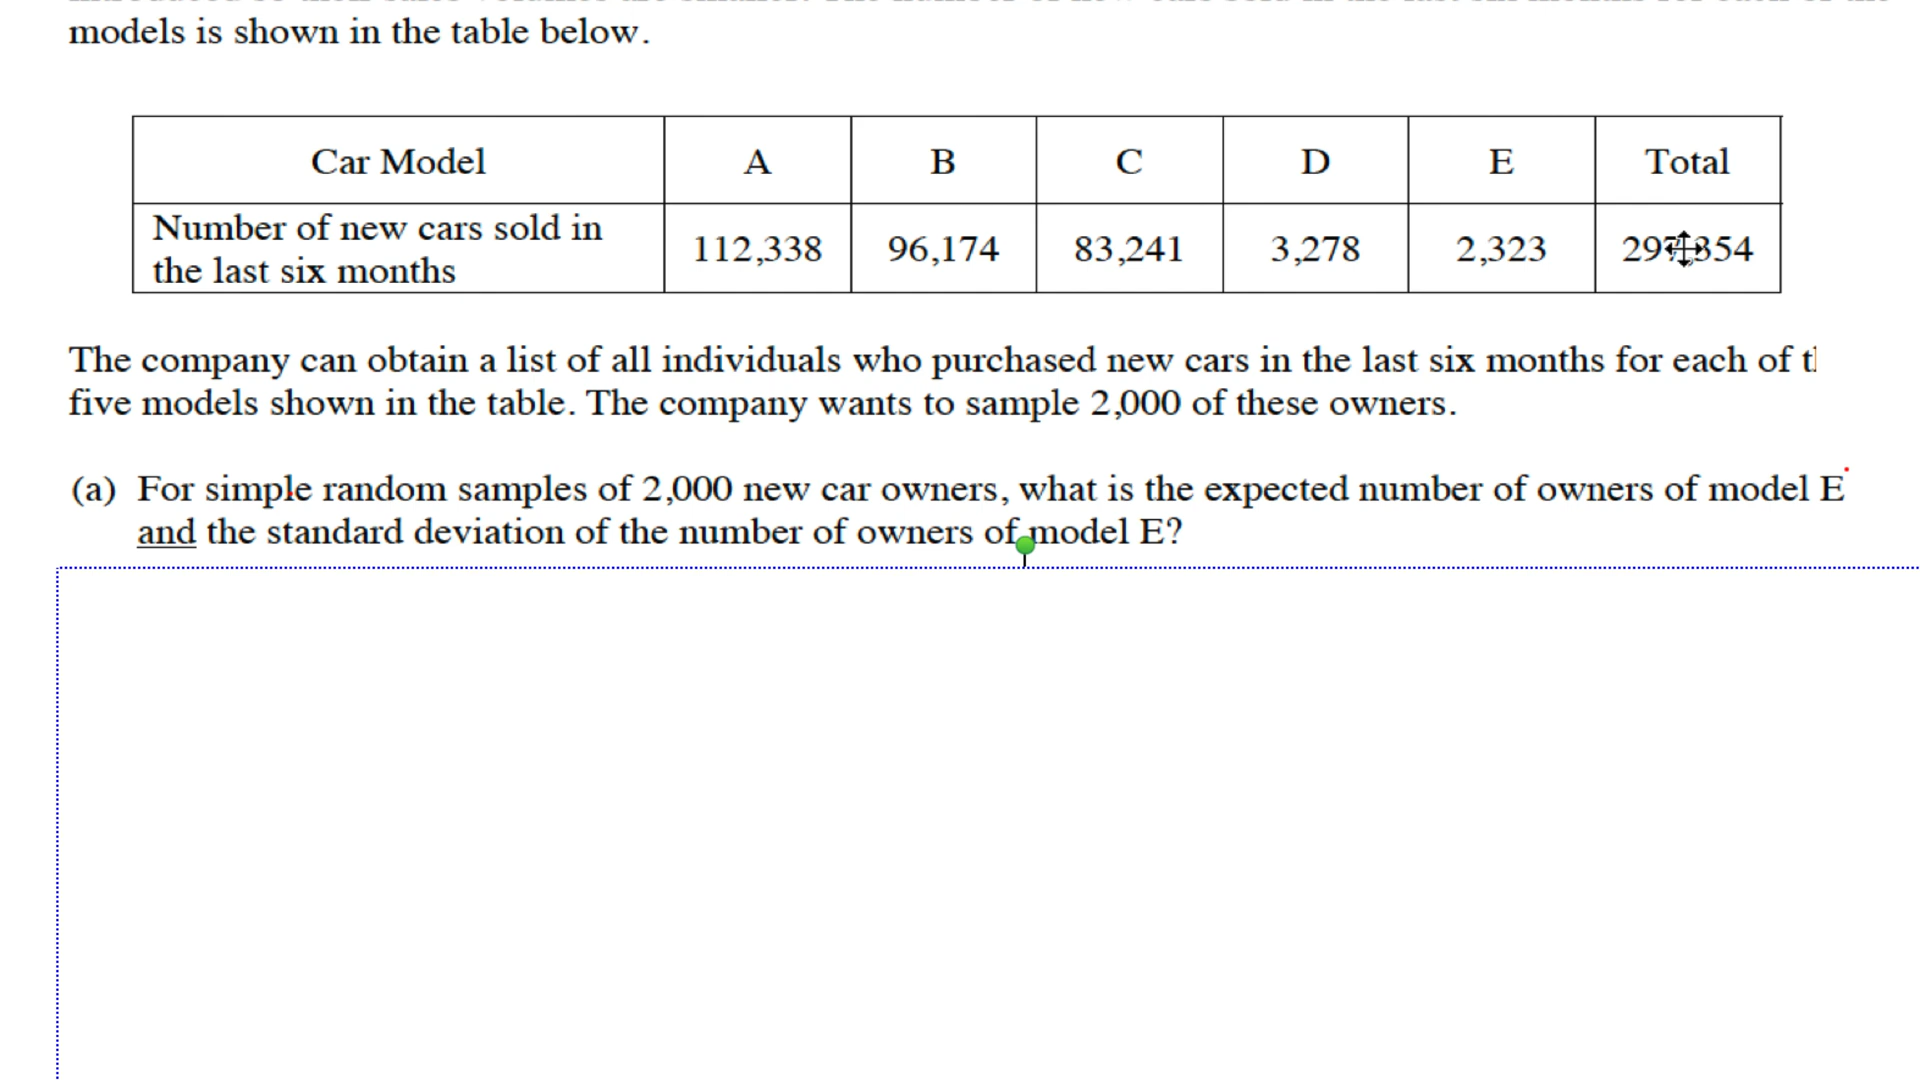 models is shown in the table below.
Car Model A B C D E Total
Number of new cars sold in
the last six months 112,338 96,174 83,241 3,278 2,323
The company can obtain a list of all individuals who purchased new cars in the last six months for each of
five models shown in the table. The company wants to sample 2,000 of these owners.
(a) For simple random samples of 2,000 new car owners, what is the expected number of owners of model E
and the standard deviation of the number of owners of model E?